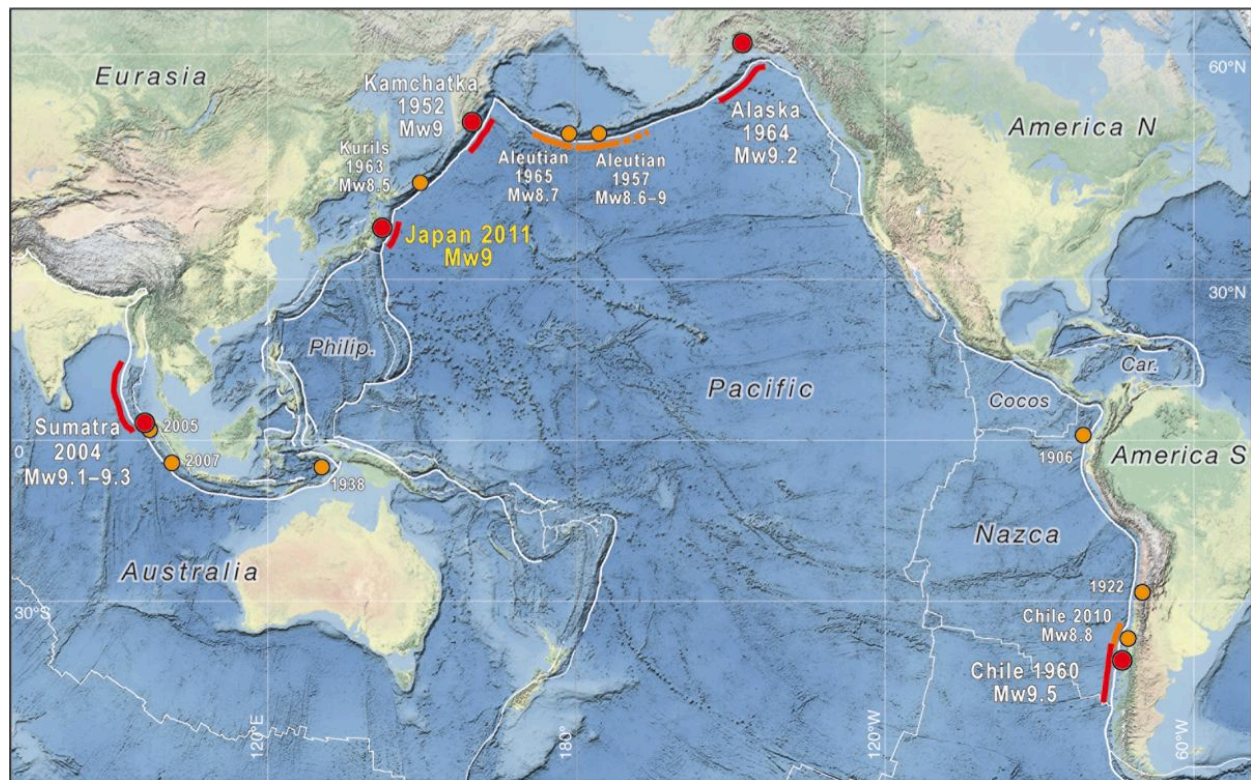 Eurasia
Kamchatka
1952
Mw9
Kurils
1963
Mw8.5
Aleutian
1965
Mw8.7
Aleutian
1957
Mw8.6–9
Alaska
1964
Mw9.2
60°N
America N
Japan 2011
Mw9
30°N
Philip.
Pacific
Cocos
Car.
Sumatra
2004
Mw9.1–9.3
2005
2007
1938
0
1906
America S
Nazca
Australia
30°S
1922
Chile 2010
Mw8.8
Chile 1960
Mw9.5
120°E
180°
120°W
60°W